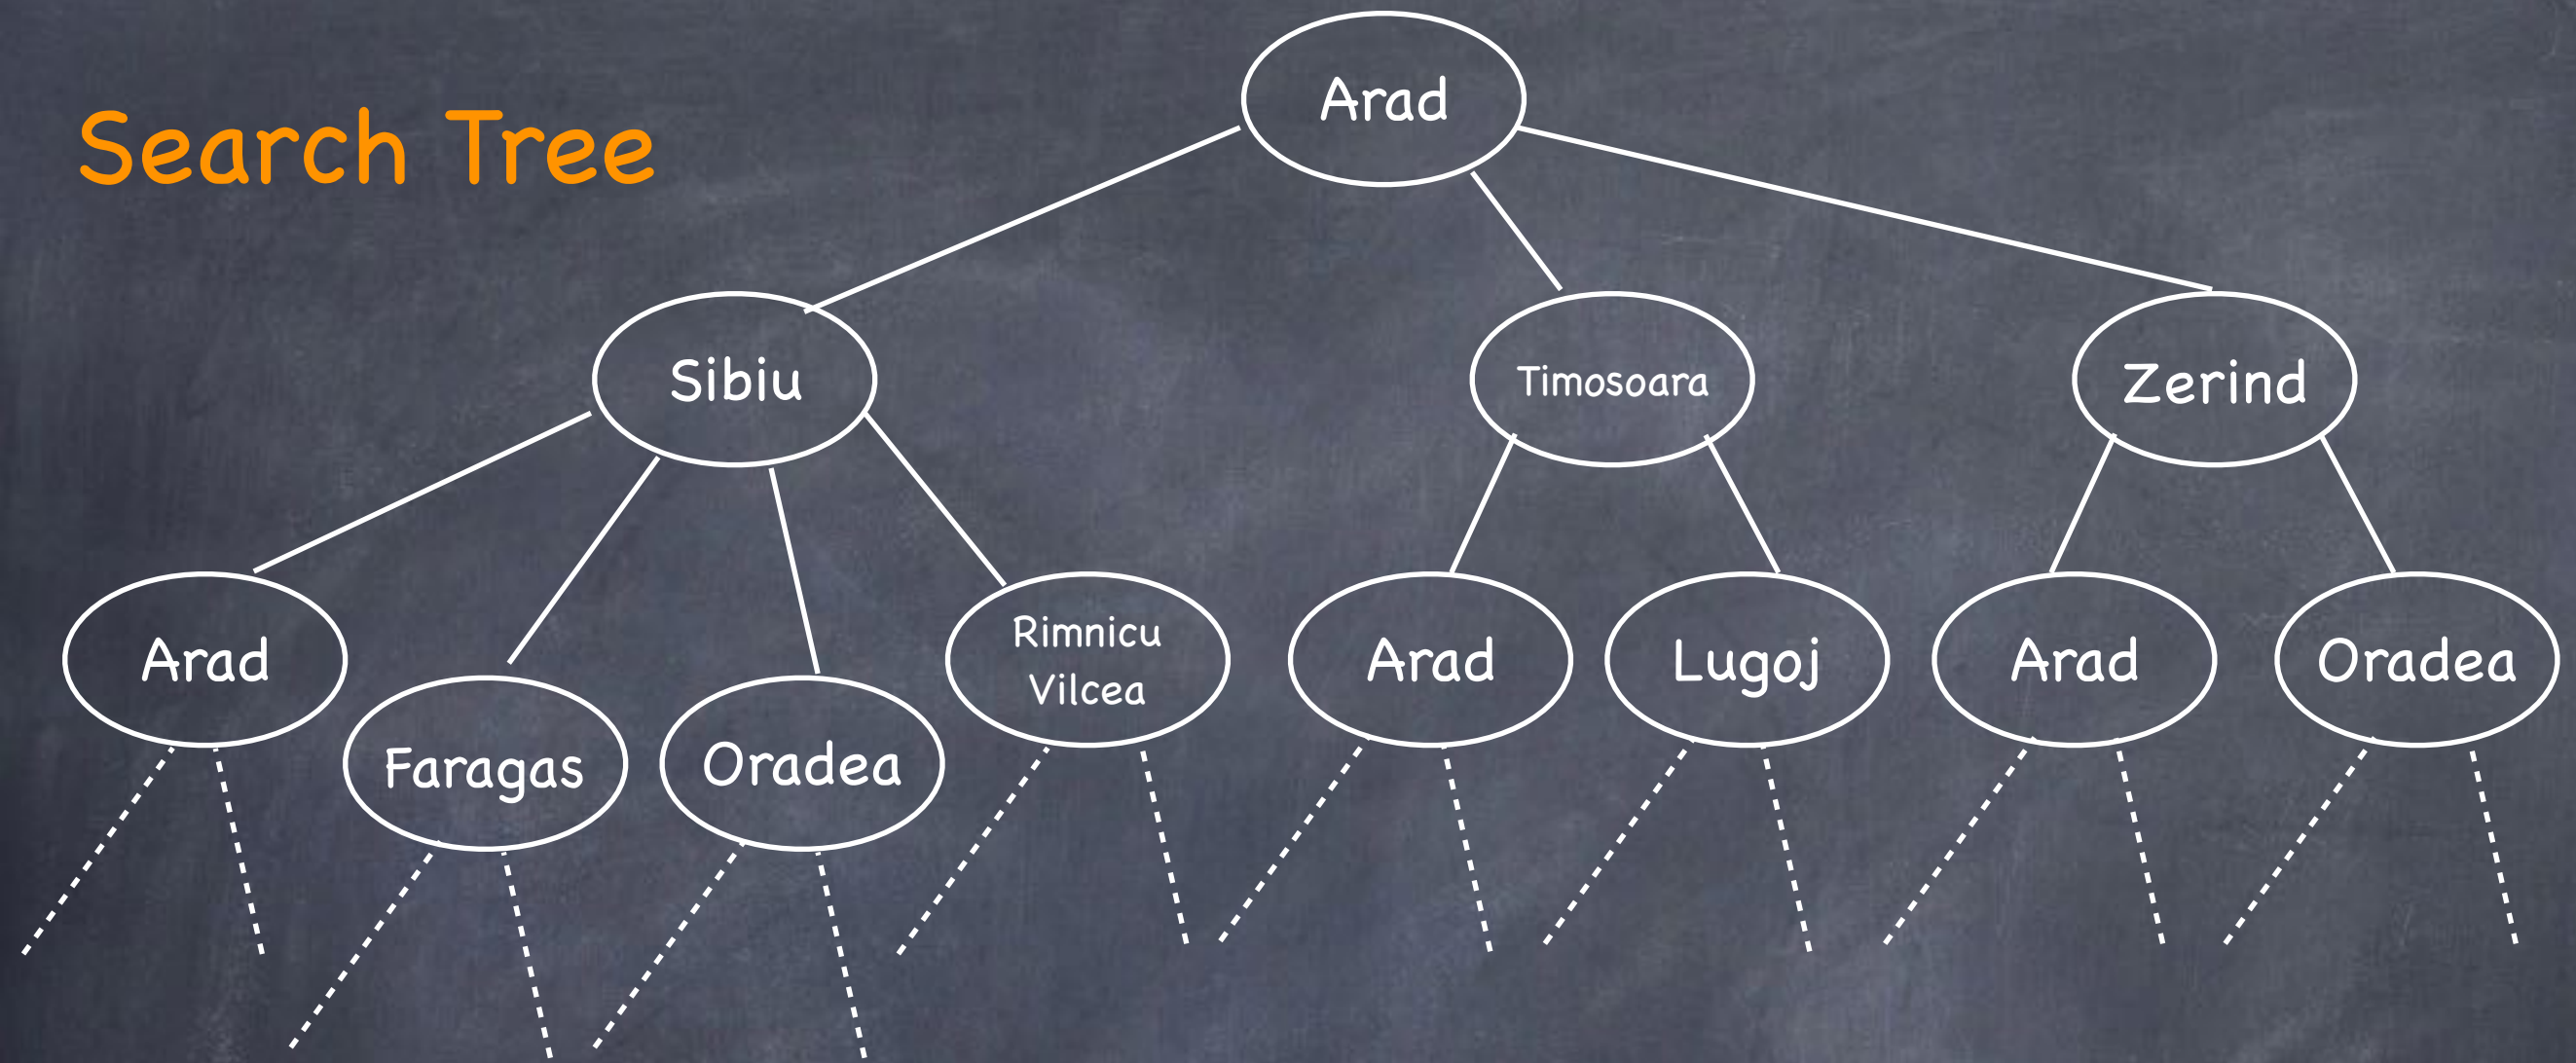 Search Tree
Arad
Sibiu
Timosoara
Zerind
Arad
Faragas
Oradea
Rimnicu
Vilcea
Arad
Lugoj
Arad
Oradea